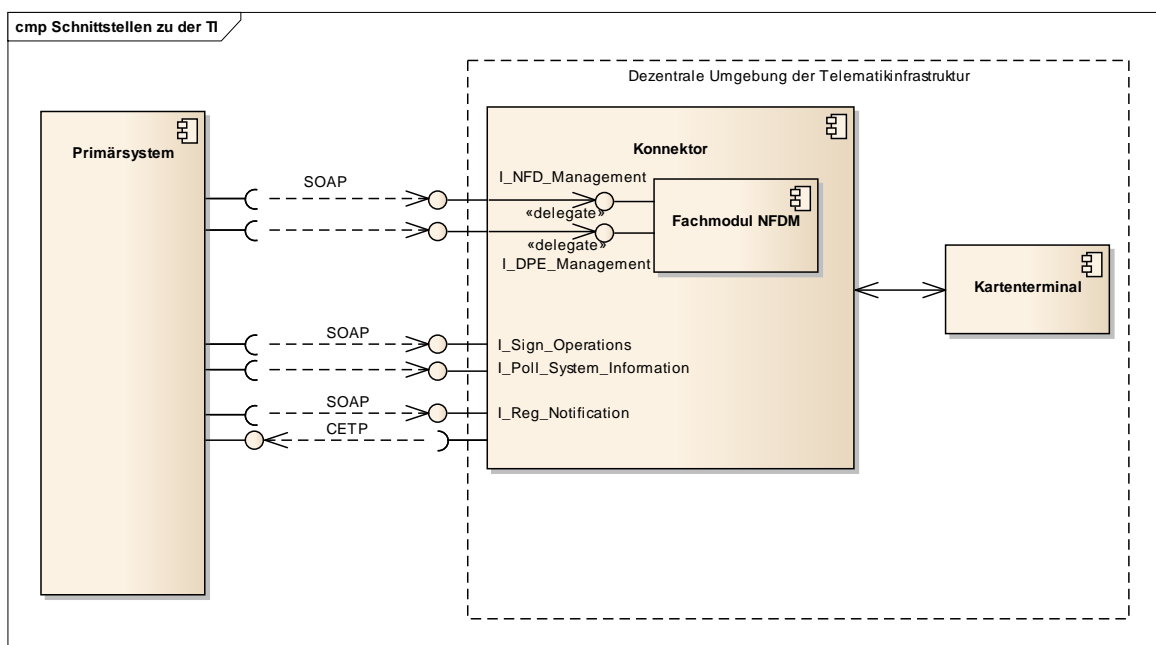 cmp Schnittstellen zu der TI
Dezentrale Umgebung der Telematikinfrastruktur
Primärsystem
Konnektor
SOAP
I_NFD_Management
«delegate»
Fachmodul NFDM
«delegate»
I_DPE_Management
Kartenterminal
SOAP
I_Sign_Operations
I_Poll_System_Information
SOAP
I_Reg_Notification
CETP